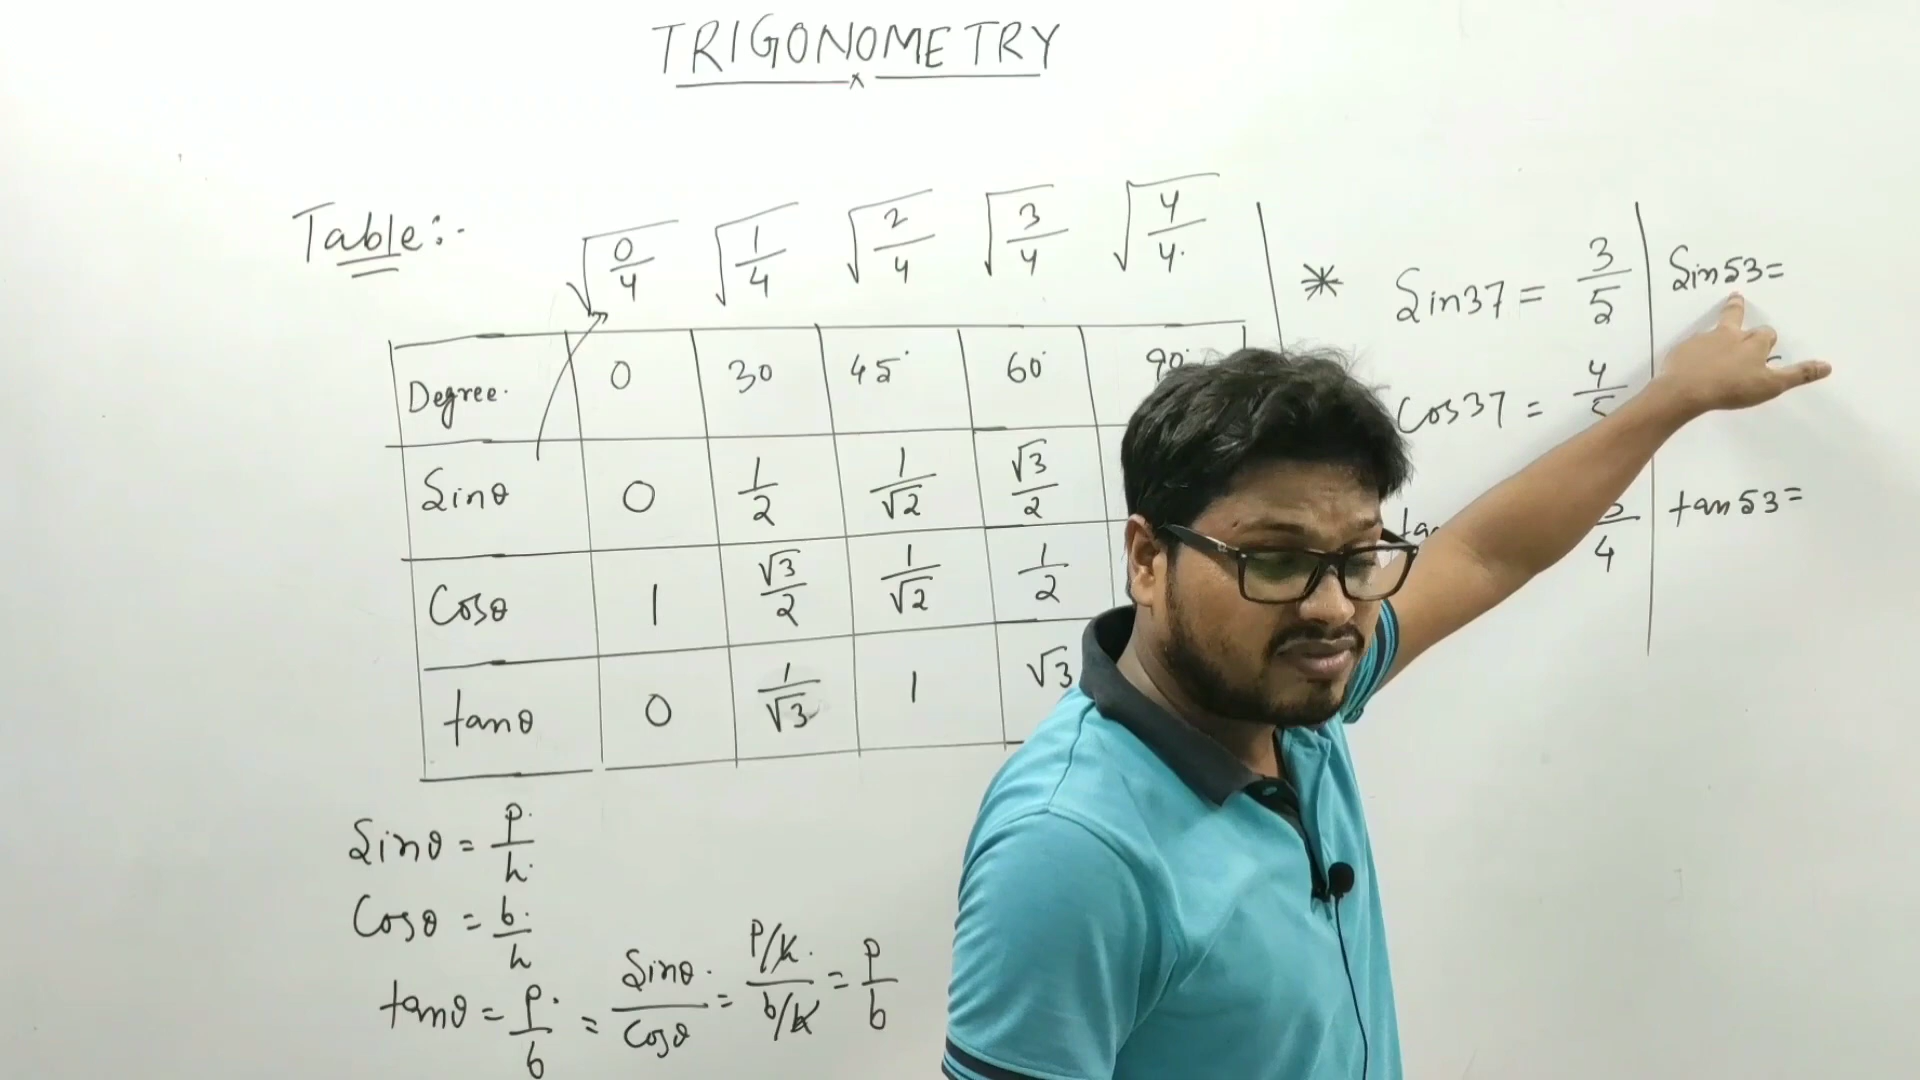 TRIGONOMETRY
Table:-
√0/4 √1/4 √2/4 √3/4 √4/4
Degree. 0 30 45° 60° 90°
Sinθ 0 1/2 1/√2 √3/2
Cosθ 1 √3/2 1/√2 1/2
tanθ 0 1/√3 1 √3
Sinθ = p/h
Cosθ = b/h
tanθ = p/b = Sinθ/Cosθ = p/h / b/h = p/b
* Sin37 = 3/5
Cos37 = 4/5
4
Sin53=
tan53=